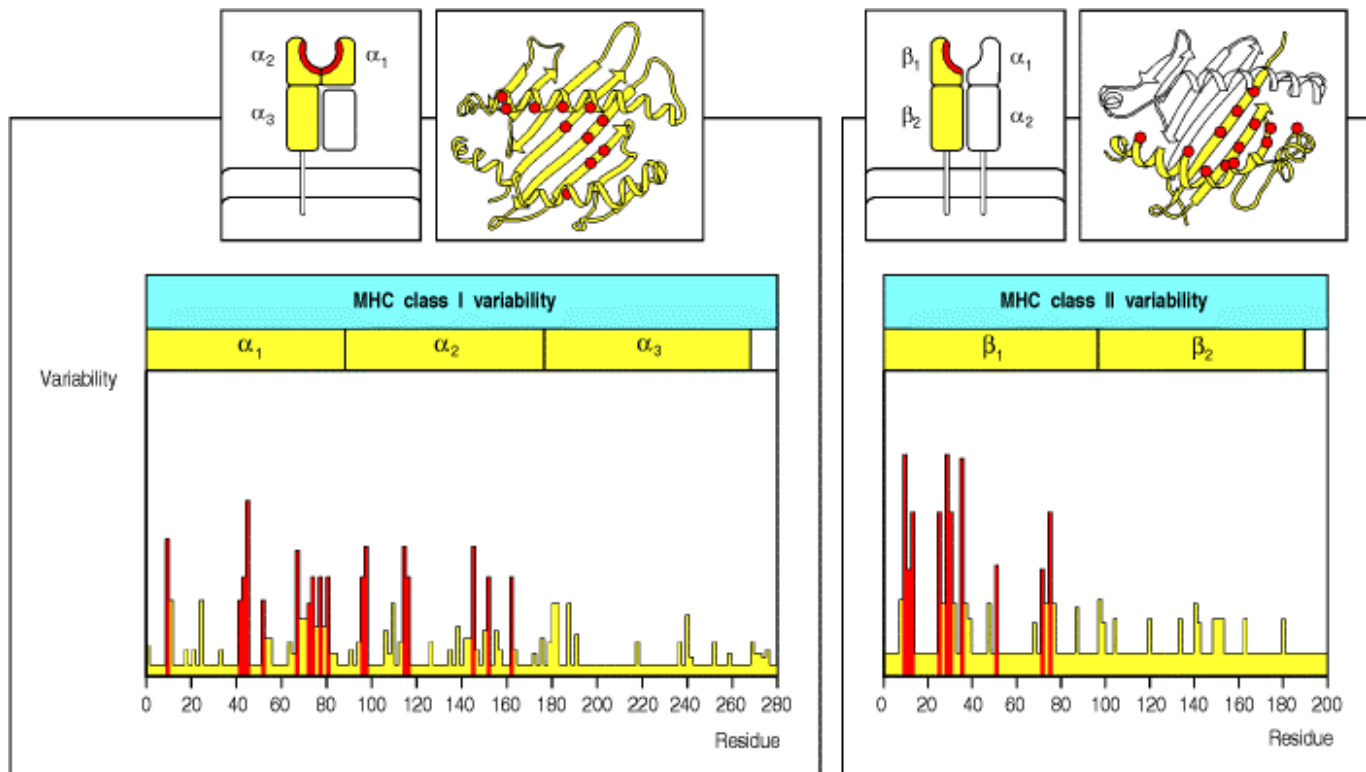 α₂ α₁
α₃
β₁ α₁
β₂ α₂
MHC class I variability
α₁ α₂ α₃
Variability
0 20 40 60 80 100 120 140 160 180 200 220 240 260 280
Residue
MHC class II variability
β₁ β₂
0 20 40 60 80 100 120 140 160 180 200
Residue